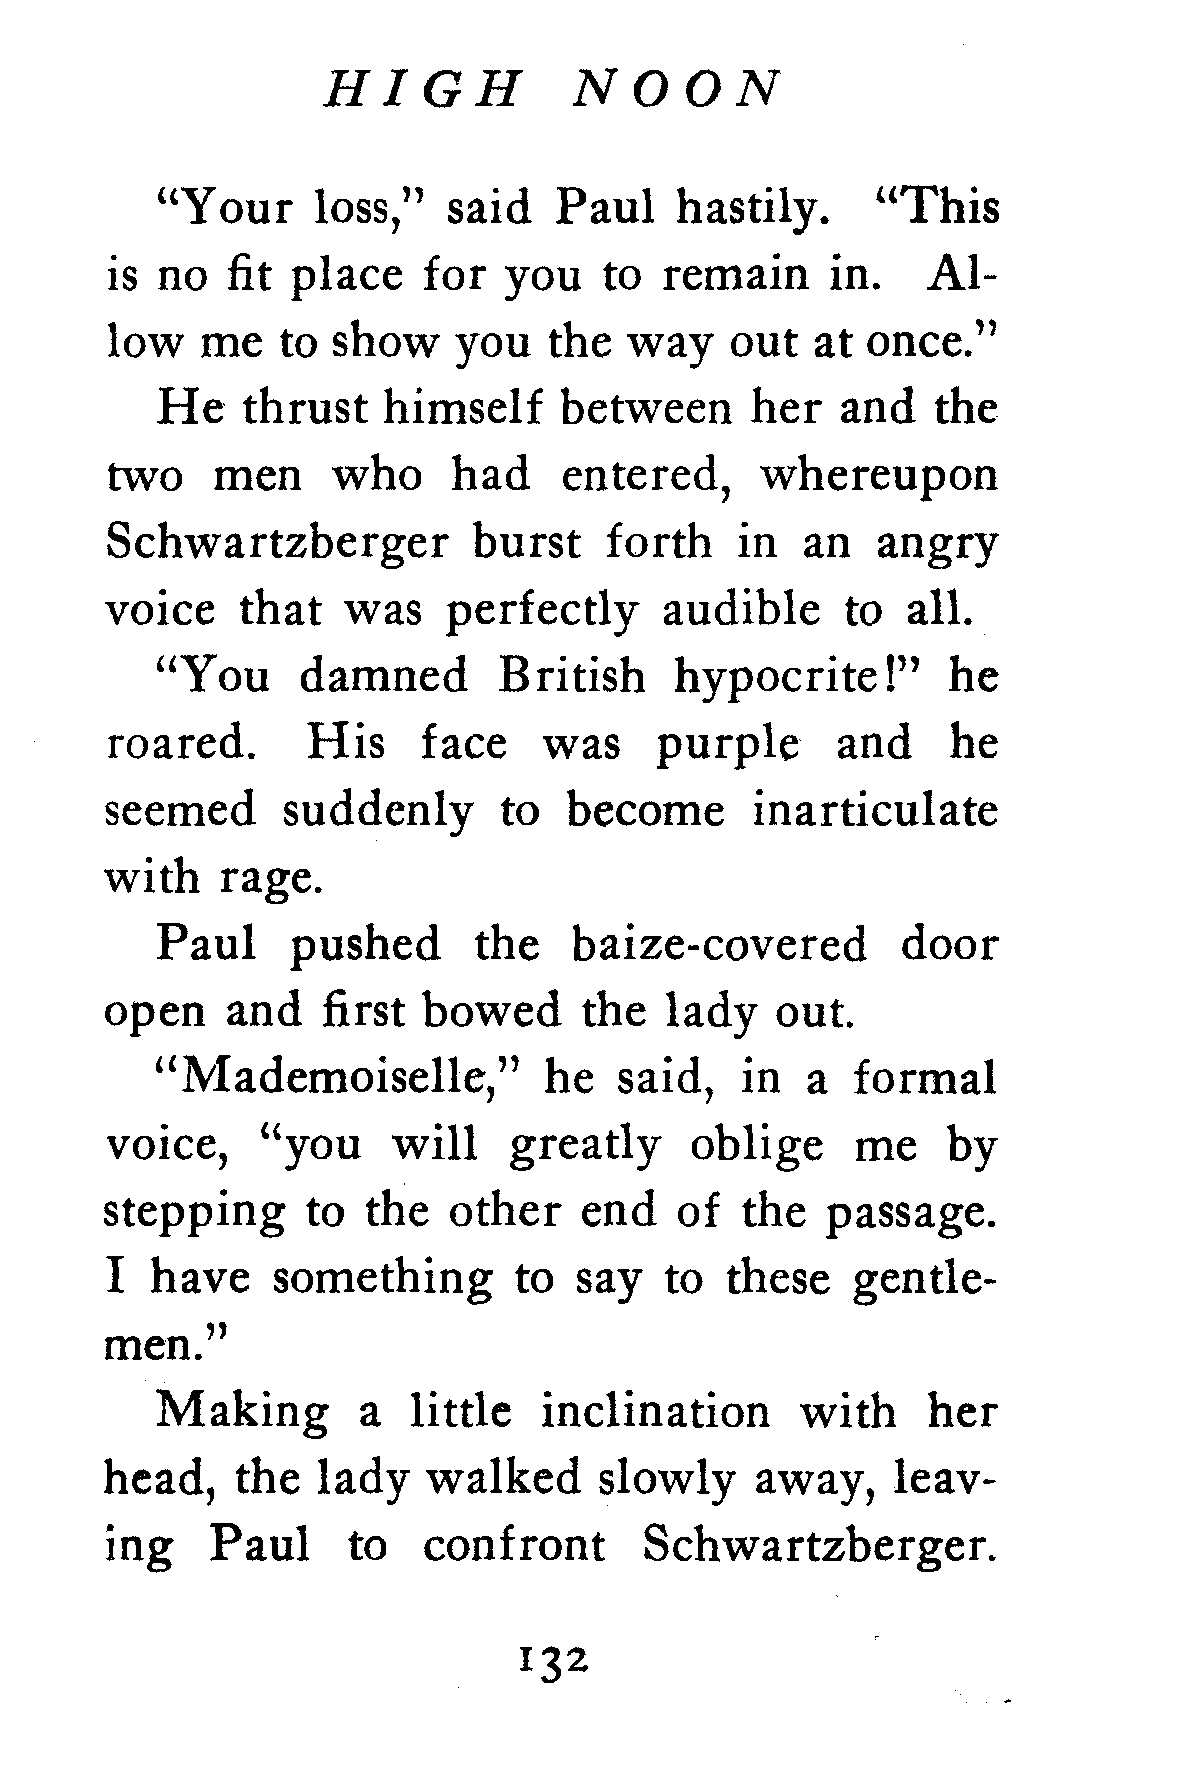 HIGH NOON
“Your loss,” said Paul hastily. “This
is no fit place for you to remain in. Al-
low me to show you the way out at once.”
He thrust himself between her and the
two men who had entered, whereupon
Schwartzberger burst forth in an angry
voice that was perfectly audible to all.
“You damned British hypocrite!” he
roared. His face was purple and he
seemed suddenly to become inarticulate
with rage.
Paul pushed the baize-covered door
open and first bowed the lady out.
“Mademoiselle,” he said, in a formal
voice, “you will greatly oblige me by
stepping to the other end of the passage.
I have something to say to these gentle-
men.”
Making a little inclination with her
head, the lady walked slowly away, leav-
ing Paul to confront Schwartzberger.
132